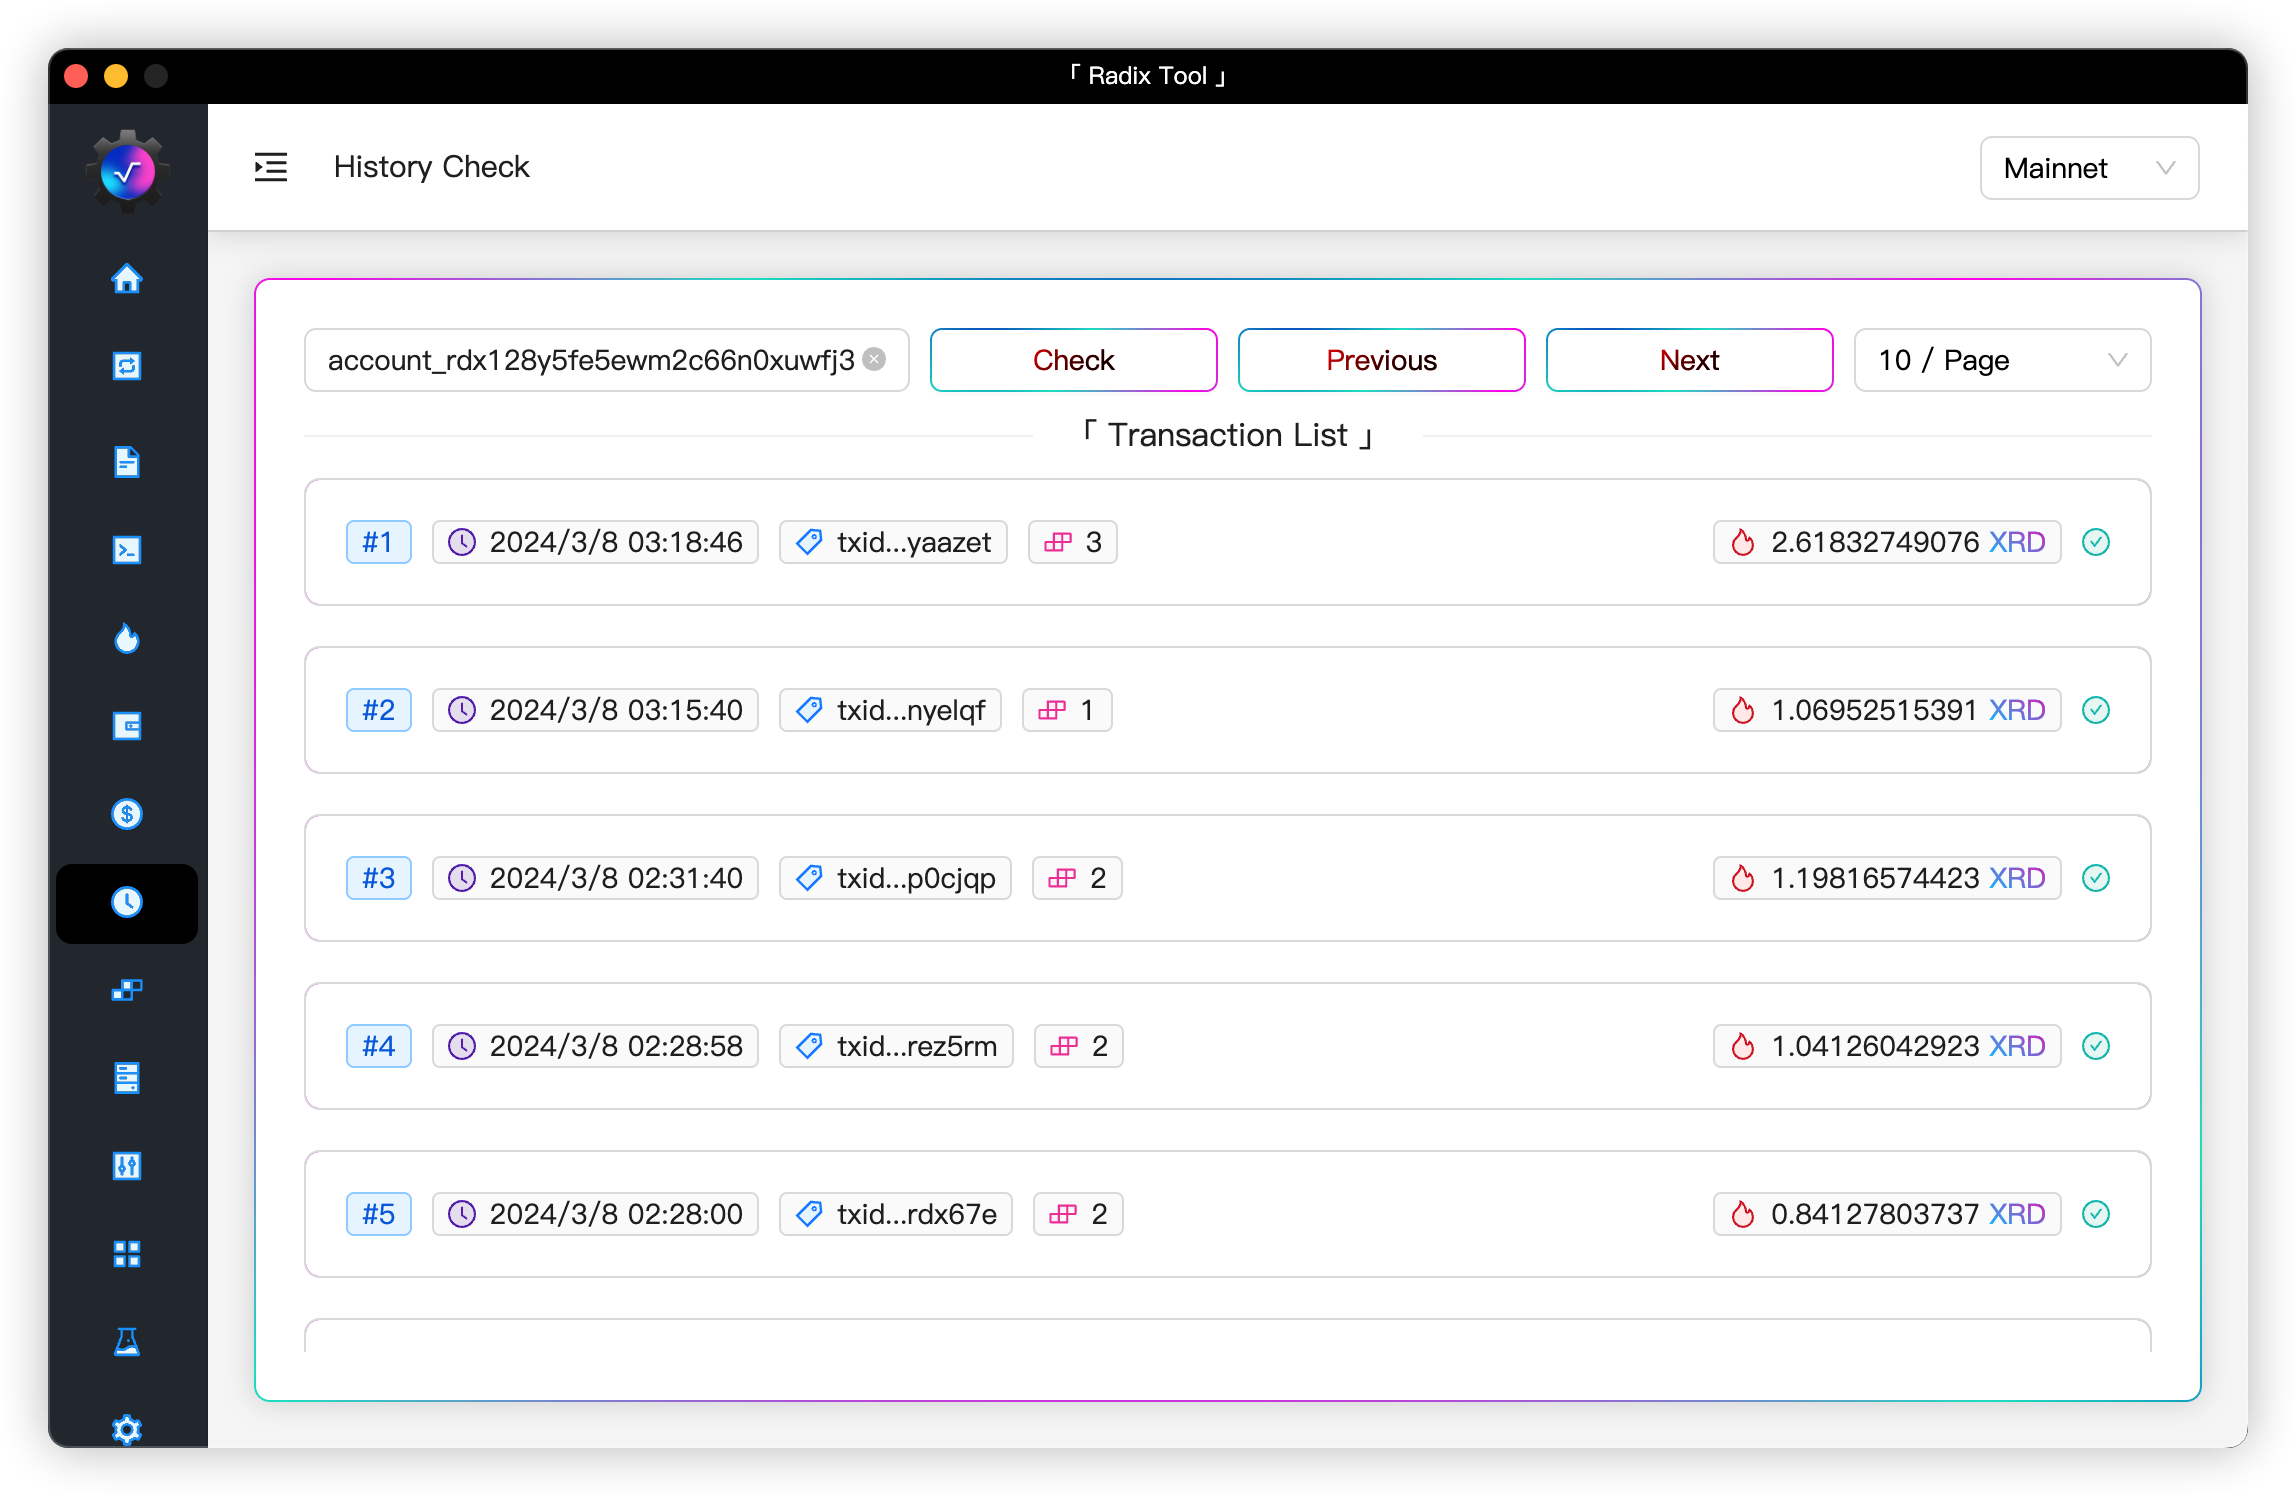 「 Radix Tool 」
History Check
Mainnet
account_rdx128y5fe5ewm2c66n0xuwfj3
Check
Previous
Next
10 / Page
「 Transaction List 」
#1 2024/3/8 03:18:46 txid...yaazet 3 2.61832749076 XRD
#2 2024/3/8 03:15:40 txid...nyelqf 1 1.06952515391 XRD
#3 2024/3/8 02:31:40 txid...p0cjqp 2 1.19816574423 XRD
#4 2024/3/8 02:28:58 txid...rez5rm 2 1.04126042923 XRD
#5 2024/3/8 02:28:00 txid...rdx67e 2 0.84127803737 XRD